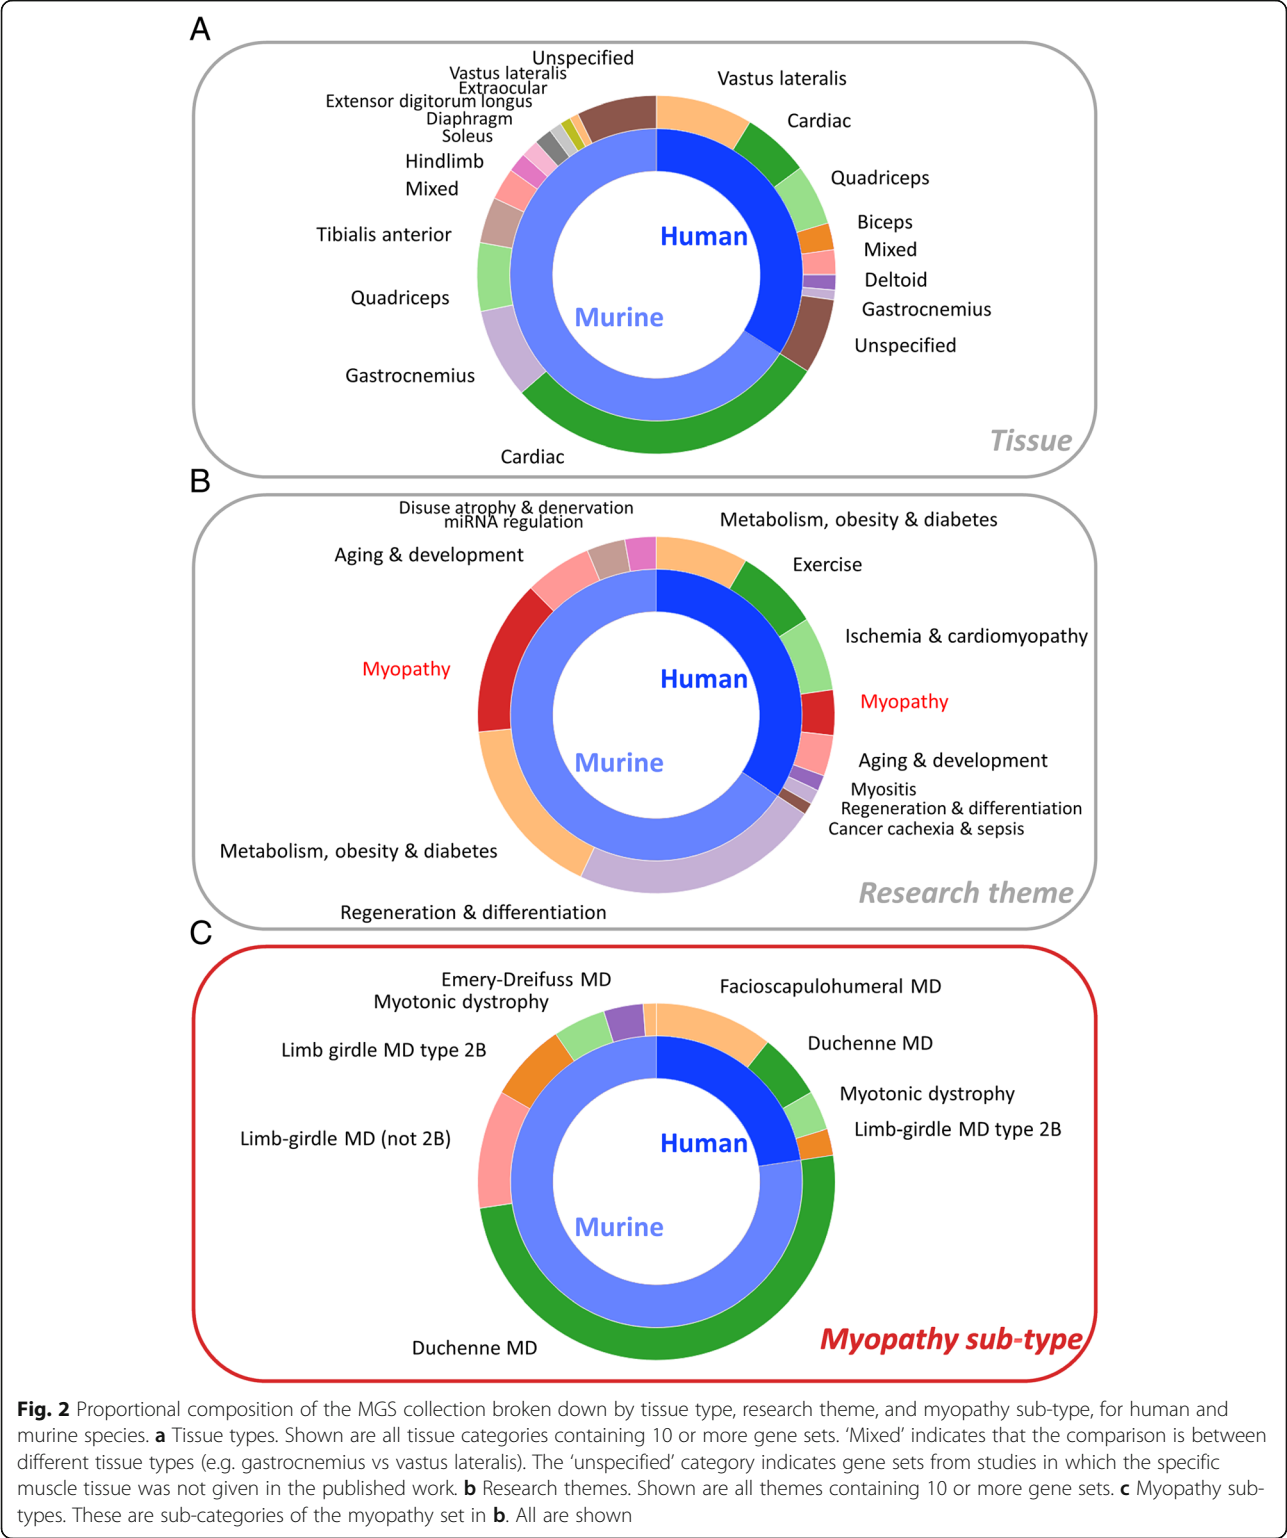 A
Unspecified
Vastus lateralis
Extraocular
Extensor digitorum longus
Diaphragm
Soleus
Hindlimb
Mixed
Tibialis anterior
Quadriceps
Gastrocnemius
Cardiac
Vastus lateralis
Cardiac
Quadriceps
Biceps
Mixed
Deltoid
Gastrocnemius
Unspecified
Human
Murine
Tissue
B
Disuse atrophy & denervation
miRNA regulation
Aging & development
Myopathy
Metabolism, obesity & diabetes
Regeneration & differentiation
Metabolism, obesity & diabetes
Exercise
Ischemia & cardiomyopathy
Myopathy
Aging & development
Myositis
Regeneration & differentiation
Cancer cachexia & sepsis
Human
Murine
Research theme
C
Emery-Dreifuss MD
Myotonic dystrophy
Limb girdle MD type 2B
Limb-girdle MD (not 2B)
Duchenne MD
Facioscapulohumeral MD
Duchenne MD
Myotonic dystrophy
Limb-girdle MD type 2B
Human
Murine
Myopathy sub-type
Fig. 2 Proportional composition of the MGS collection broken down by tissue type, research theme, and myopathy sub-type, for human and
murine species. a Tissue types. Shown are all tissue categories containing 10 or more gene sets. ‘Mixed’ indicates that the comparison is between
different tissue types (e.g. gastrocnemius vs vastus lateralis). The ‘unspecified’ category indicates gene sets from studies in which the specific
muscle tissue was not given in the published work. b Research themes. Shown are all themes containing 10 or more gene sets. c Myopathy sub-
types. These are sub-categories of the myopathy set in b. All are shown